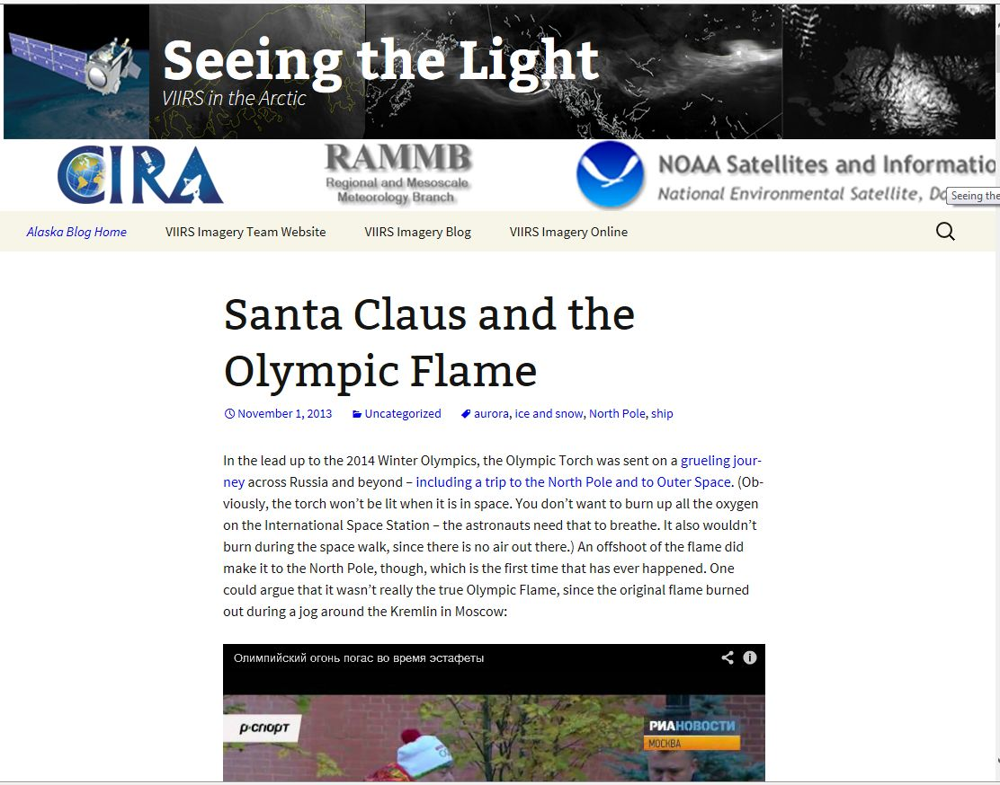 Seeing the Light
VIIRS in the Arctic
CIRA
RAMMB
Regional and Mesoscale
Meteorology Branch
NOAA Satellites and Informatio
National Environmental Satellite, Da
Seeing the
Alaska Blog Home VIIRS Imagery Team Website VIIRS Imagery Blog VIIRS Imagery Online
Santa Claus and the
Olympic Flame
November 1, 2013 Uncategorized aurora, ice and snow, North Pole, ship
In the lead up to the 2014 Winter Olympics, the Olympic Torch was sent on a grueling jour-
ney across Russia and beyond – including a trip to the North Pole and to Outer Space. (Ob-
viously, the torch won’t be lit when it is in space. You don’t want to burn up all the oxygen
on the International Space Station – the astronauts need that to breathe. It also wouldn’t
burn during the space walk, since there is no air out there.) An offshoot of the flame did
make it to the North Pole, though, which is the first time that has ever happened. One
could argue that it wasn’t really the true Olympic Flame, since the original flame burned
out during a jog around the Kremlin in Moscow:
Олимпийский огонь погас во время эстафеты
р·спорт
РИАНОВОСТИ
МОСКВА